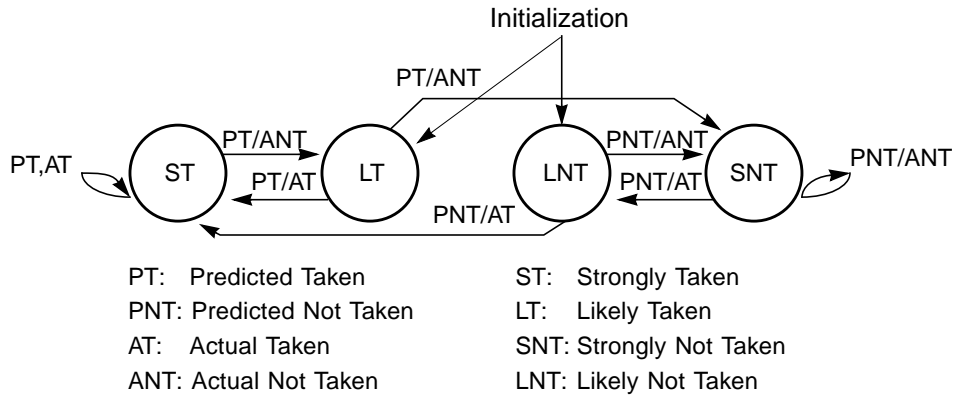 Initialization
PT/ANT
PT/ANT
PNT/ANT
PT,AT
ST
LT
LNT
SNT
PNT/ANT
PT/AT
PNT/AT
PNT/AT
PT: Predicted Taken
PNT: Predicted Not Taken
AT: Actual Taken
ANT: Actual Not Taken
ST: Strongly Taken
LT: Likely Taken
SNT: Strongly Not Taken
LNT: Likely Not Taken